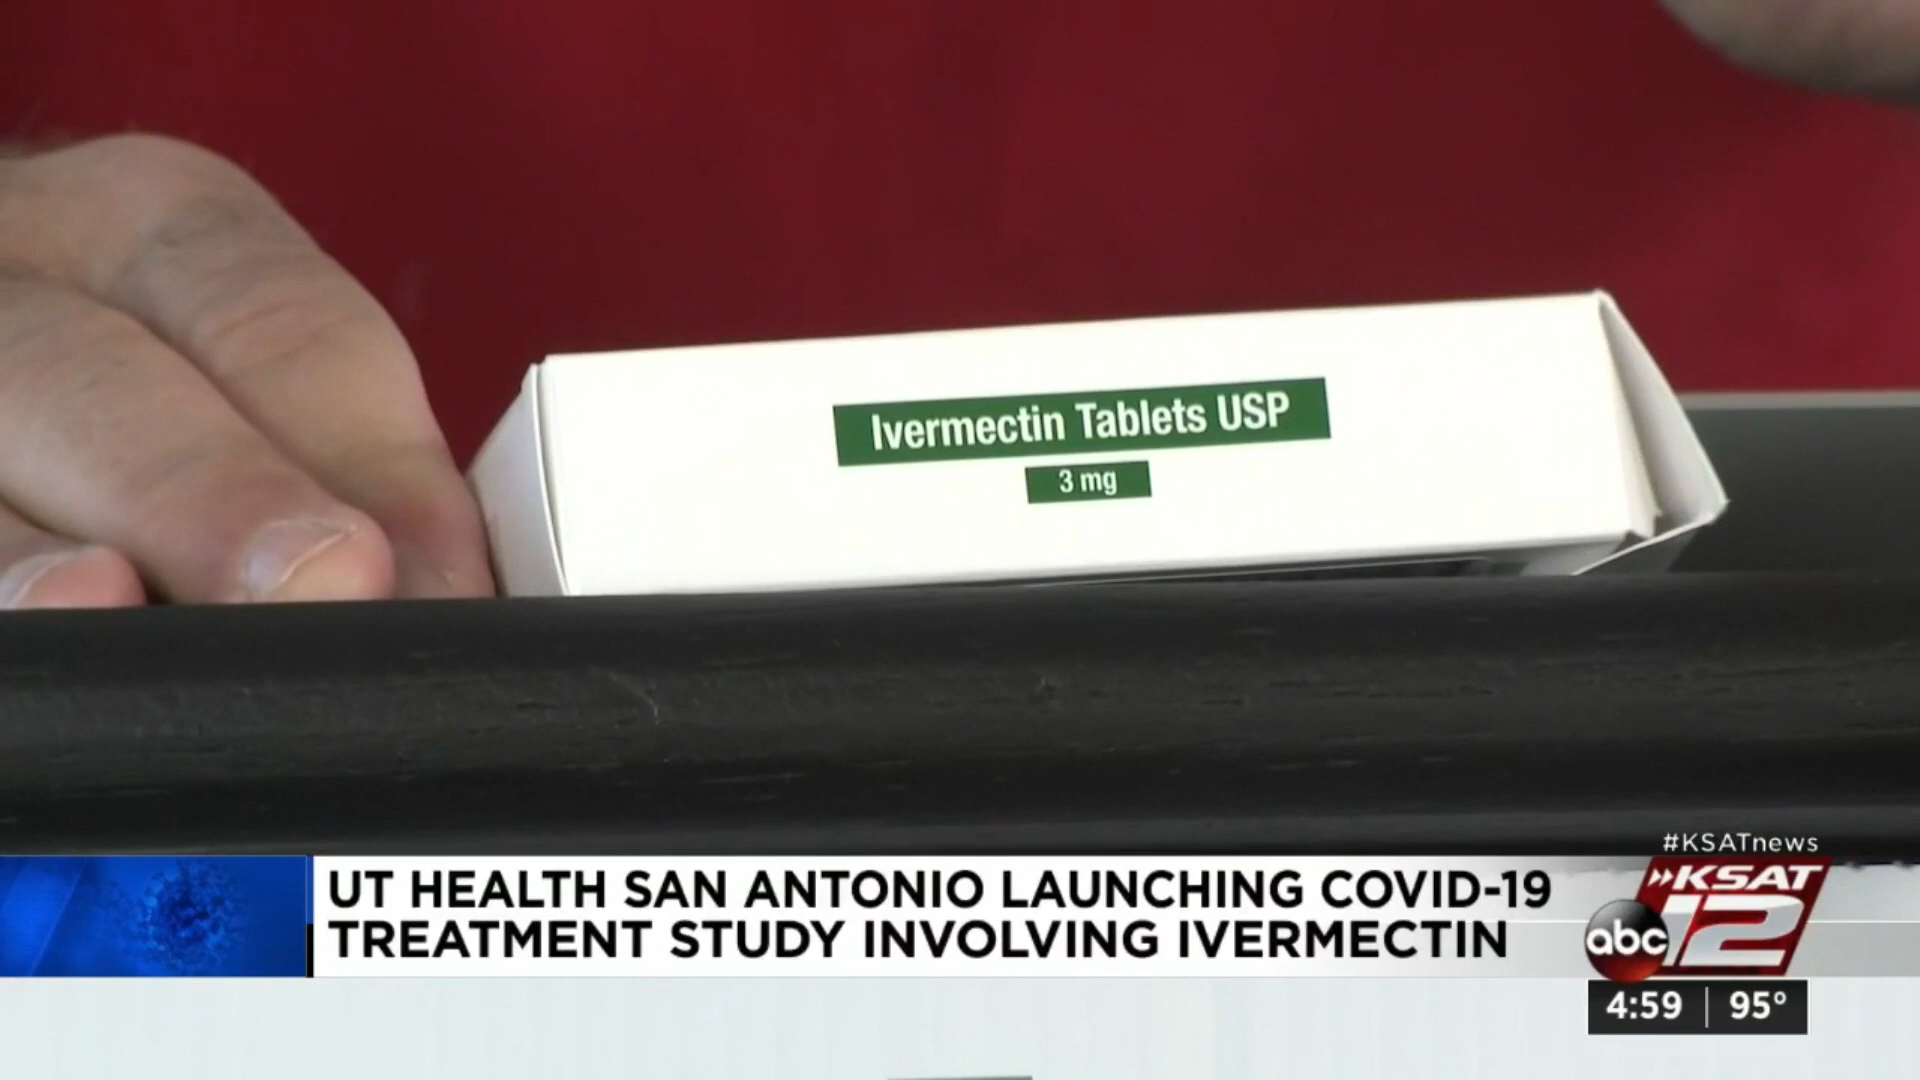 Ivermectin Tablets USP
3 mg
#KSATnews
UT HEALTH SAN ANTONIO LAUNCHING COVID-19
TREATMENT STUDY INVOLVING IVERMECTIN
KSAT
abc 12
4:59 | 95°